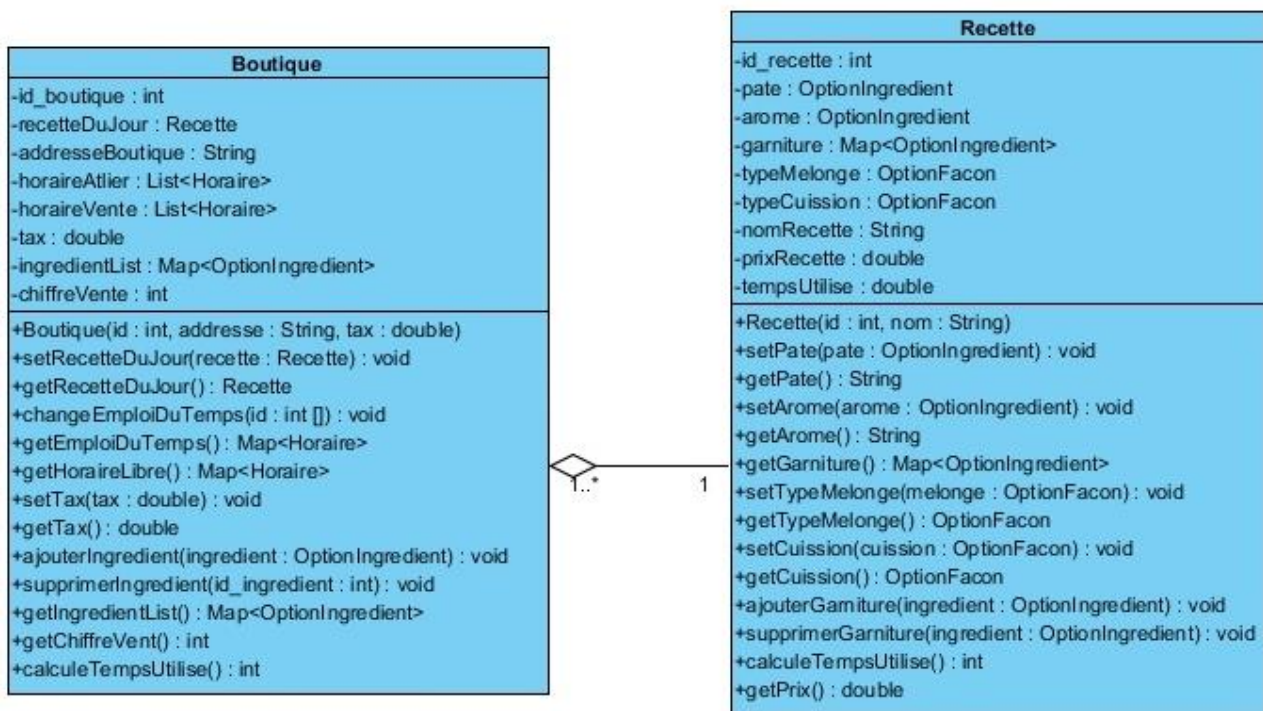 Boutique
-id_boutique : int
-recetteDuJour : Recette
-addresseBoutique : String
-horaireAtlier : List<Horaire>
-horaireVente : List<Horaire>
-tax : double
-ingredientList : Map<OptionIngredient>
-chiffreVente : int
+Boutique(id : int, addresse : String, tax : double)
+setRecetteDuJour(recette : Recette) : void
+getRecetteDuJour() : Recette
+changeEmploiDuTemps(id : int []) : void
+getEmploiDuTemps() : Map<Horaire>
+getHoraireLibre() : Map<Horaire>
+setTax(tax : double) : void
+getTax() : double
+ajouterIngredient(ingredient : OptionIngredient) : void
+supprimerIngredient(id_ingredient : int) : void
+getIngredientList() : Map<OptionIngredient>
+getChiffreVent() : int
+calculeTempsUtilise() : int
1..*
1
Recette
-id_recette : int
-pate : OptionIngredient
-arome : OptionIngredient
-garniture : Map<OptionIngredient>
-typeMelonge : OptionFacon
-typeCuission : OptionFacon
-nomRecette : String
-prixRecette : double
-tempsUtilise : double
+Recette(id : int, nom : String)
+setPate(pate : OptionIngredient) : void
+getPate() : String
+setArome(arome : OptionIngredient) : void
+getArome() : String
+getGarniture() : Map<OptionIngredient>
+setTypeMelonge(melonge : OptionFacon) : void
+getTypeMelonge() : OptionFacon
+setCuission(cuission : OptionFacon) : void
+getCuission() : OptionFacon
+ajouterGarniture(ingredient : OptionIngredient) : void
+supprimerGarniture(ingredient : OptionIngredient) : void
+calculeTempsUtilise() : int
+getPrix() : double